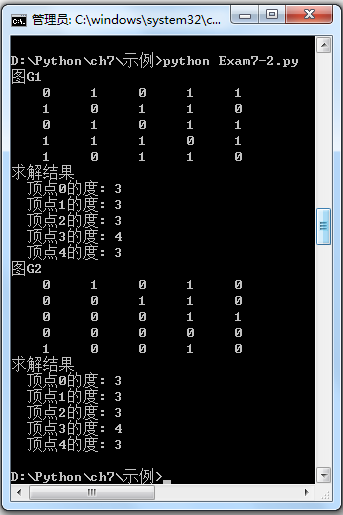 管理员: C:\windows\system32\c...
D:\Python\ch7\示例>python Exam7-2.py
图G1
0 1 0 1 1
1 0 1 1 0
0 1 0 1 1
1 1 1 0 1
1 0 1 1 0
求解结果
顶点0的度: 3
顶点1的度: 3
顶点2的度: 3
顶点3的度: 4
顶点4的度: 3
图G2
0 1 0 1 0
0 0 1 1 0
0 0 0 1 1
0 0 0 0 0
1 0 0 1 0
求解结果
顶点0的度: 3
顶点1的度: 3
顶点2的度: 3
顶点3的度: 4
顶点4的度: 3
D:\Python\ch7\示例>